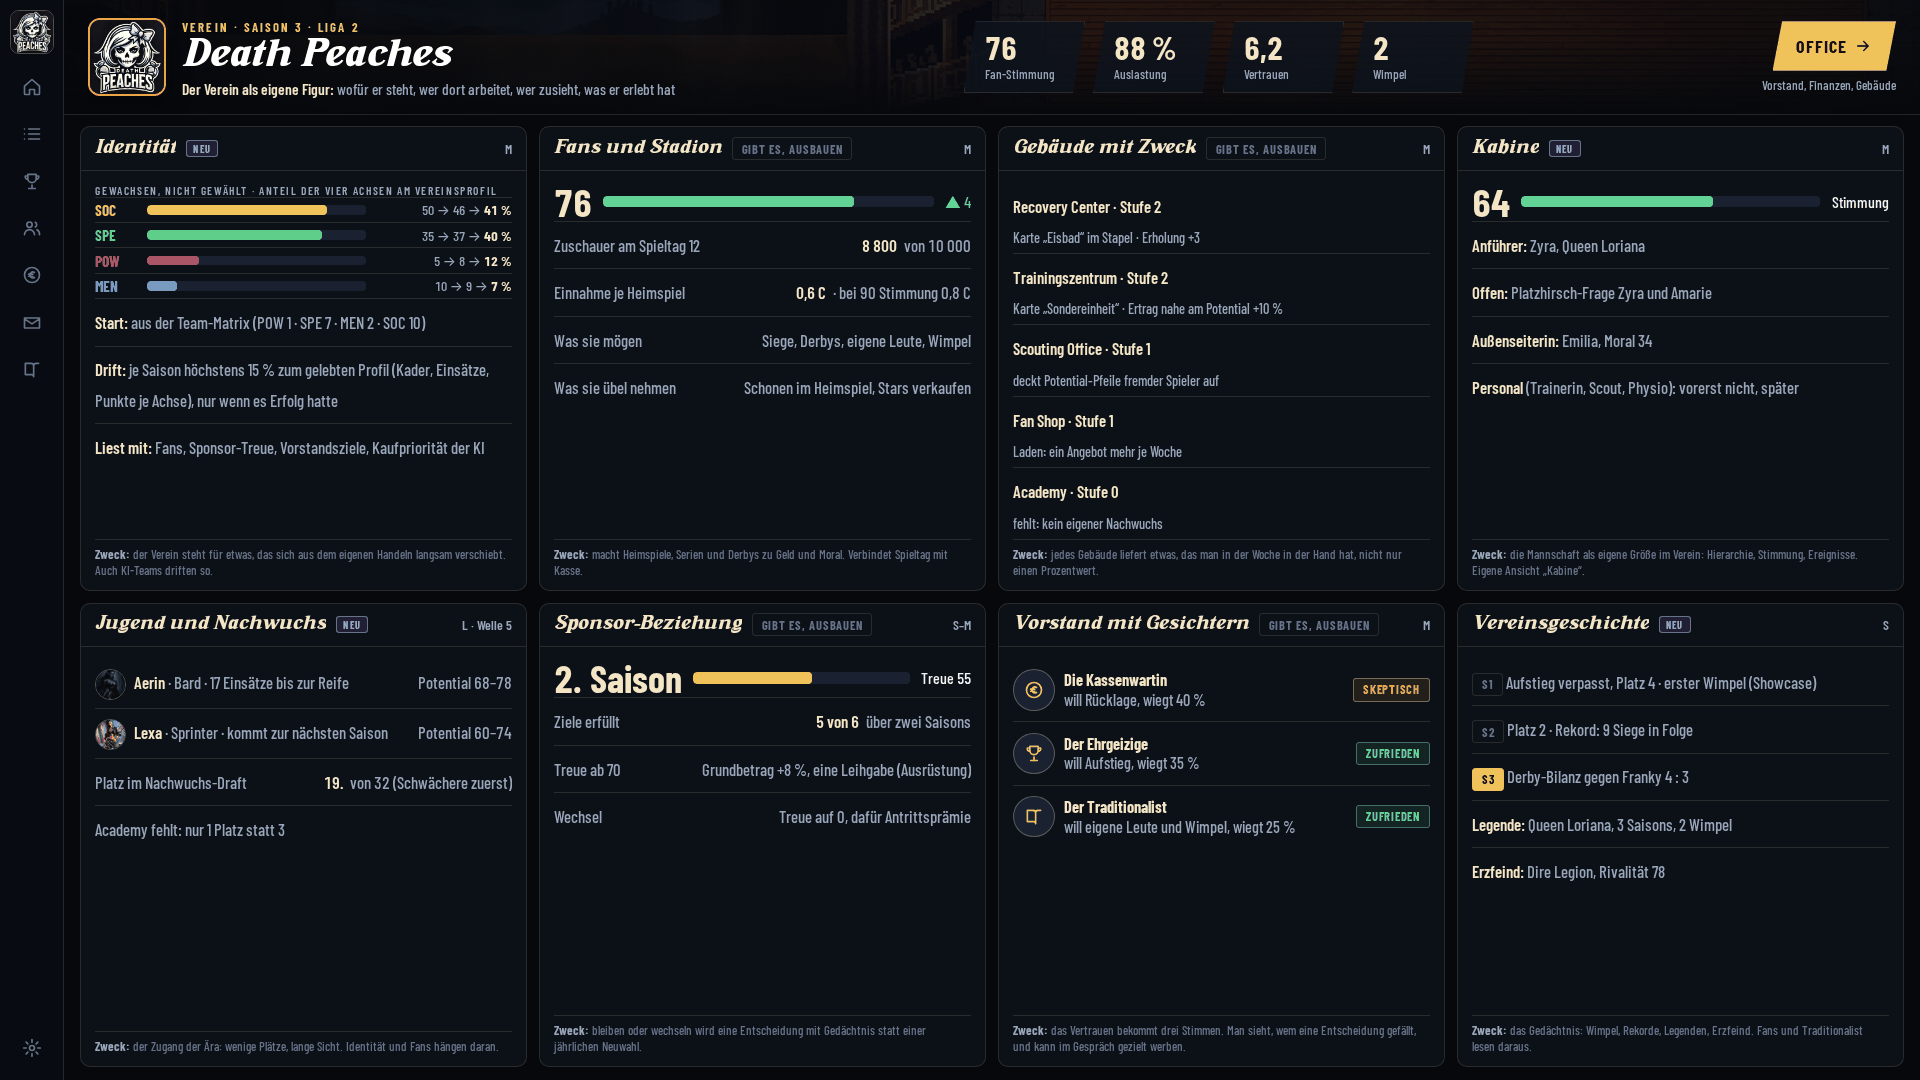 VEREIN · SAISON 3 · LIGA 2
Death Peaches
Der Verein als eigene Figur: wofür er steht, wer dort arbeitet, wer zusieht, was er erlebt hat
DEATH
PEACHES
PEACHES
76
Fan-Stimmung
88 %
Auslastung
6,2
Vertrauen
2
Wimpel
OFFICE →
Vorstand, Finanzen, Gebäude
Identität NEU M
GEWACHSEN, NICHT GEWÄHLT · ANTEIL DER VIER ACHSEN AM VEREINSPROFIL
SOC 50 → 46 → 41 %
SPE 35 → 37 → 40 %
POW 5 → 8 → 12 %
MEN 10 → 9 → 7 %
Start: aus der Team-Matrix (POW 1 · SPE 7 · MEN 2 · SOC 10)
Drift: je Saison höchstens 15 % zum gelebten Profil (Kader, Einsätze,
Punkte je Achse), nur wenn es Erfolg hatte
Liest mit: Fans, Sponsor-Treue, Vorstandsziele, Kaufpriorität der KI
Zweck: der Verein steht für etwas, das sich aus dem eigenen Handeln langsam verschiebt.
Auch KI-Teams driften so.
Fans und Stadion GIBT ES, AUSBAUEN M
76 ▲ 4
Zuschauer am Spieltag 12 8 800 von 10 000
Einnahme je Heimspiel 0,6 C · bei 90 Stimmung 0,8 C
Was sie mögen Siege, Derbys, eigene Leute, Wimpel
Was sie übel nehmen Schonen im Heimspiel, Stars verkaufen
Zweck: macht Heimspiele, Serien und Derbys zu Geld und Moral. Verbindet Spieltag mit
Kasse.
Gebäude mit Zweck GIBT ES, AUSBAUEN M
Recovery Center · Stufe 2
Karte „Eisbad“ im Stapel · Erholung +3
Trainingszentrum · Stufe 2
Karte „Sondereinheit“ · Ertrag nahe am Potential +10 %
Scouting Office · Stufe 1
deckt Potential-Pfeile fremder Spieler auf
Fan Shop · Stufe 1
Laden: ein Angebot mehr je Woche
Academy · Stufe 0
fehlt: kein eigener Nachwuchs
Zweck: jedes Gebäude liefert etwas, das man in der Woche in der Hand hat, nicht nur
einen Prozentwert.
Kabine NEU M
64 Stimmung
Anführer: Zyra, Queen Loriana
Offen: Platzhirsch-Frage Zyra und Amarie
Außenseiterin: Emilia, Moral 34
Personal (Trainerin, Scout, Physio): vorerst nicht, später
Zweck: die Mannschaft als eigene Größe im Verein: Hierarchie, Stimmung, Ereignisse.
Eigene Ansicht „Kabine“.
Jugend und Nachwuchs NEU L · Welle 5
Aerin · Bard · 17 Einsätze bis zur Reife Potential 68–78
Lexa · Sprinter · kommt zur nächsten Saison Potential 60–74
Platz im Nachwuchs-Draft 19. von 32 (Schwächere zuerst)
Academy fehlt: nur 1 Platz statt 3
Zweck: der Zugang der Ära: wenige Plätze, lange Sicht. Identität und Fans hängen daran.
Sponsor-Beziehung GIBT ES, AUSBAUEN S–M
2. Saison Treue 55
Ziele erfüllt 5 von 6 über zwei Saisons
Treue ab 70 Grundbetrag +8 %, eine Leihgabe (Ausrüstung)
Wechsel Treue auf 0, dafür Antrittsprämie
Zweck: bleiben oder wechseln wird eine Entscheidung mit Gedächtnis statt einer
jährlichen Neuwahl.
Vorstand mit Gesichtern GIBT ES, AUSBAUEN M
Die Kassenwartin
will Rücklage, wiegt 40 %
SKEPTISCH
Der Ehrgeizige
will Aufstieg, wiegt 35 %
ZUFRIEDEN
Der Traditionalist
will eigene Leute und Wimpel, wiegt 25 %
ZUFRIEDEN
Zweck: das Vertrauen bekommt drei Stimmen. Man sieht, wem eine Entscheidung gefällt,
und kann im Gespräch gezielt werben.
Vereinsgeschichte NEU S
S1 Aufstieg verpasst, Platz 4 · erster Wimpel (Showcase)
S2 Platz 2 · Rekord: 9 Siege in Folge
S3 Derby-Bilanz gegen Franky 4 : 3
Legende: Queen Loriana, 3 Saisons, 2 Wimpel
Erzfeind: Dire Legion, Rivalität 78
Zweck: das Gedächtnis: Wimpel, Rekorde, Legenden, Erzfeind. Fans und Traditionalist
lesen daraus.